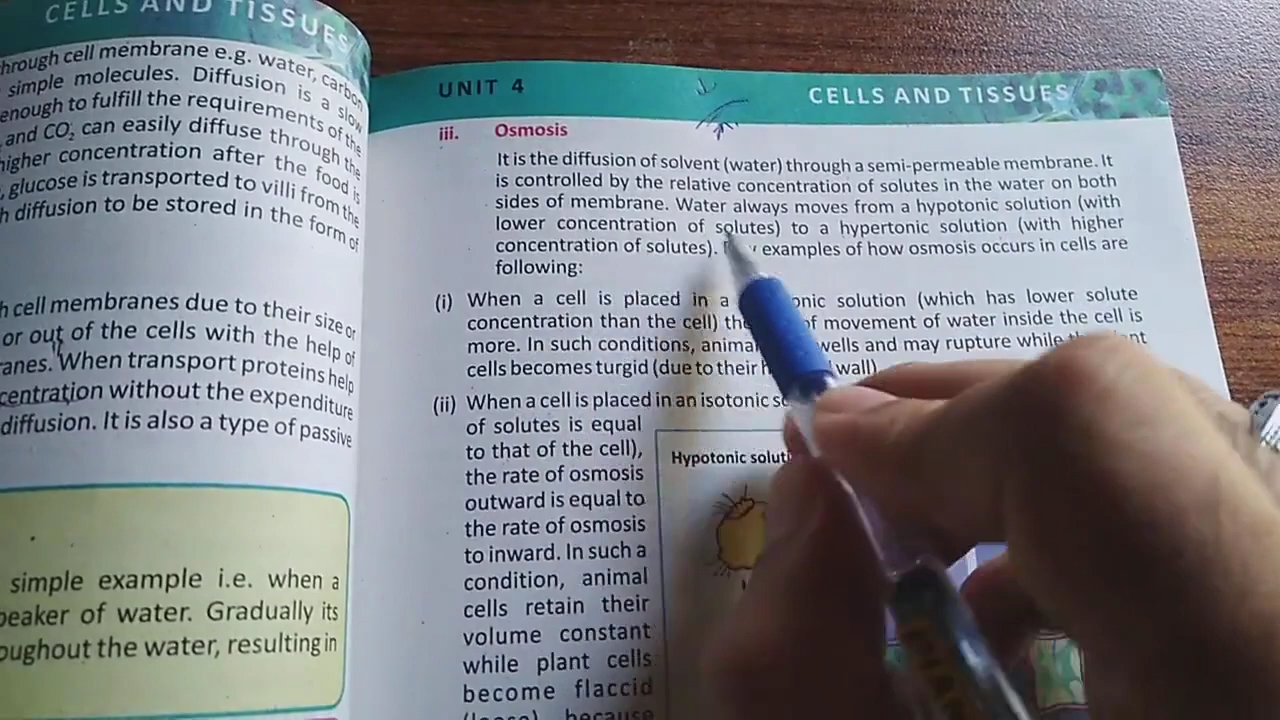 CELLS AND TISSUES
through cell membrane e.g. water, carbon
simple molecules. Diffusion is a slow
enough to fulfill the requirements of the
and CO₂ can easily diffuse through the
higher concentration after the food is
, glucose is transported to villi from the
h diffusion to be stored in the form of
h cell membranes due to their size or
or out of the cells with the help of
anes. When transport proteins help
centration without the expenditure
diffusion. It is also a type of passive
simple example i.e. when a
beaker of water. Gradually its
oughout the water, resulting in
UNIT 4
CELLS AND TISSUES
iii. Osmosis
It is the diffusion of solvent (water) through a semi-permeable membrane. It
is controlled by the relative concentration of solutes in the water on both
sides of membrane. Water always moves from a hypotonic solution (with
lower concentration of solutes) to a hypertonic solution (with higher
concentration of solutes). examples of how osmosis occurs in cells are
following:
(i) When a cell is placed in a onic solution (which has lower solute
concentration than the cell) the of movement of water inside the cell is
more. In such conditions, animal wells and may rupture while
cells becomes turgid (due to their wall)
(ii) When a cell is placed in an isotonic
of solutes is equal
to that of the cell),
the rate of osmosis
outward is equal to
the rate of osmosis
to inward. In such a
condition, animal
cells retain their
volume constant
while plant cells
become flaccid
(loose) because
Hypotonic soluti